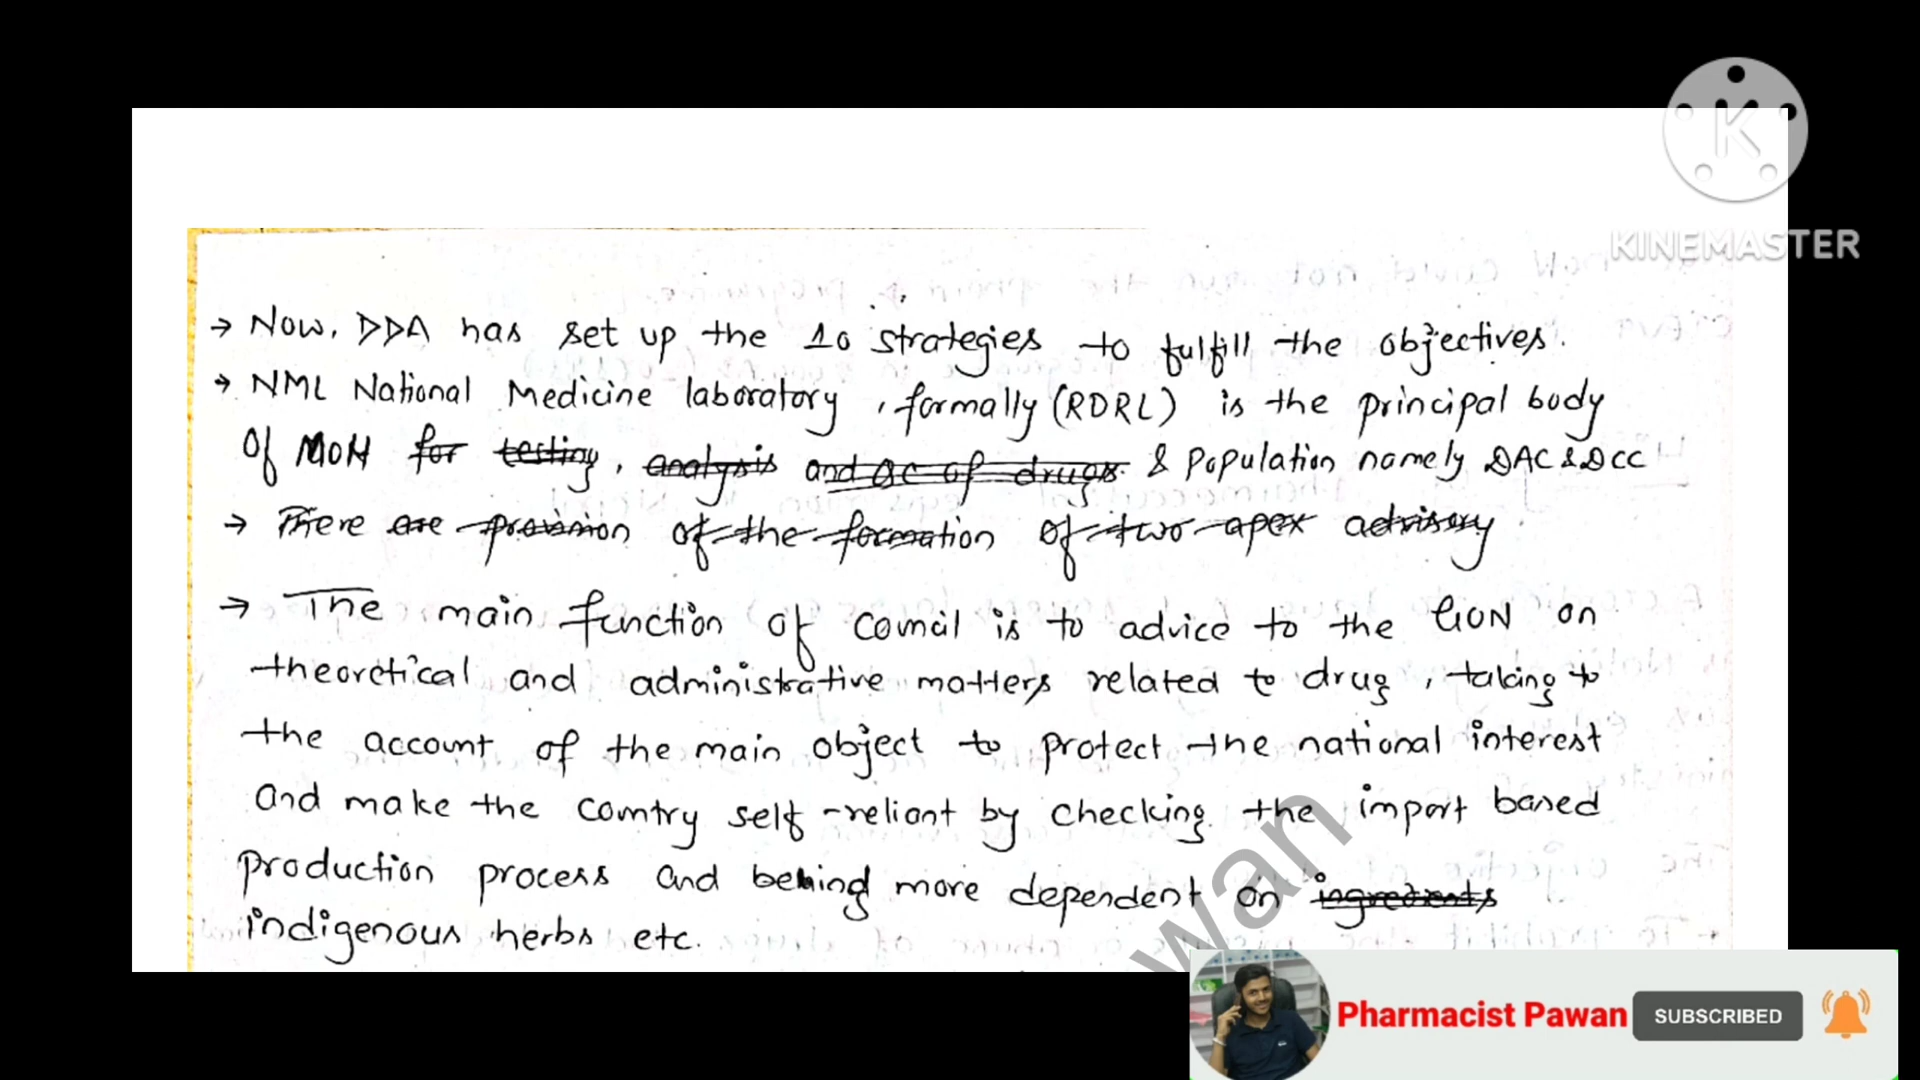 KINEMASTER
→ Now, DDA has set up the 10 strategies to fulfill the objectives.
→ NML National Medicine laboratory, formally (RDRL) is the principal body
of MOH for testing, analysis and QC of drugs. & Population namely DAC & DCC
→ There are provision of the formation of two apex advisory
→ The main function of Council is to advice to the GON on
theoretical and administrative matters related to drug, taking to
the account of the main object to protect the national interest
and make the country self-reliant by checking the import based
production process and behing more dependent on ingredients
indigenous herbs etc.
wan
Pharmacist Pawan SUBSCRIBED